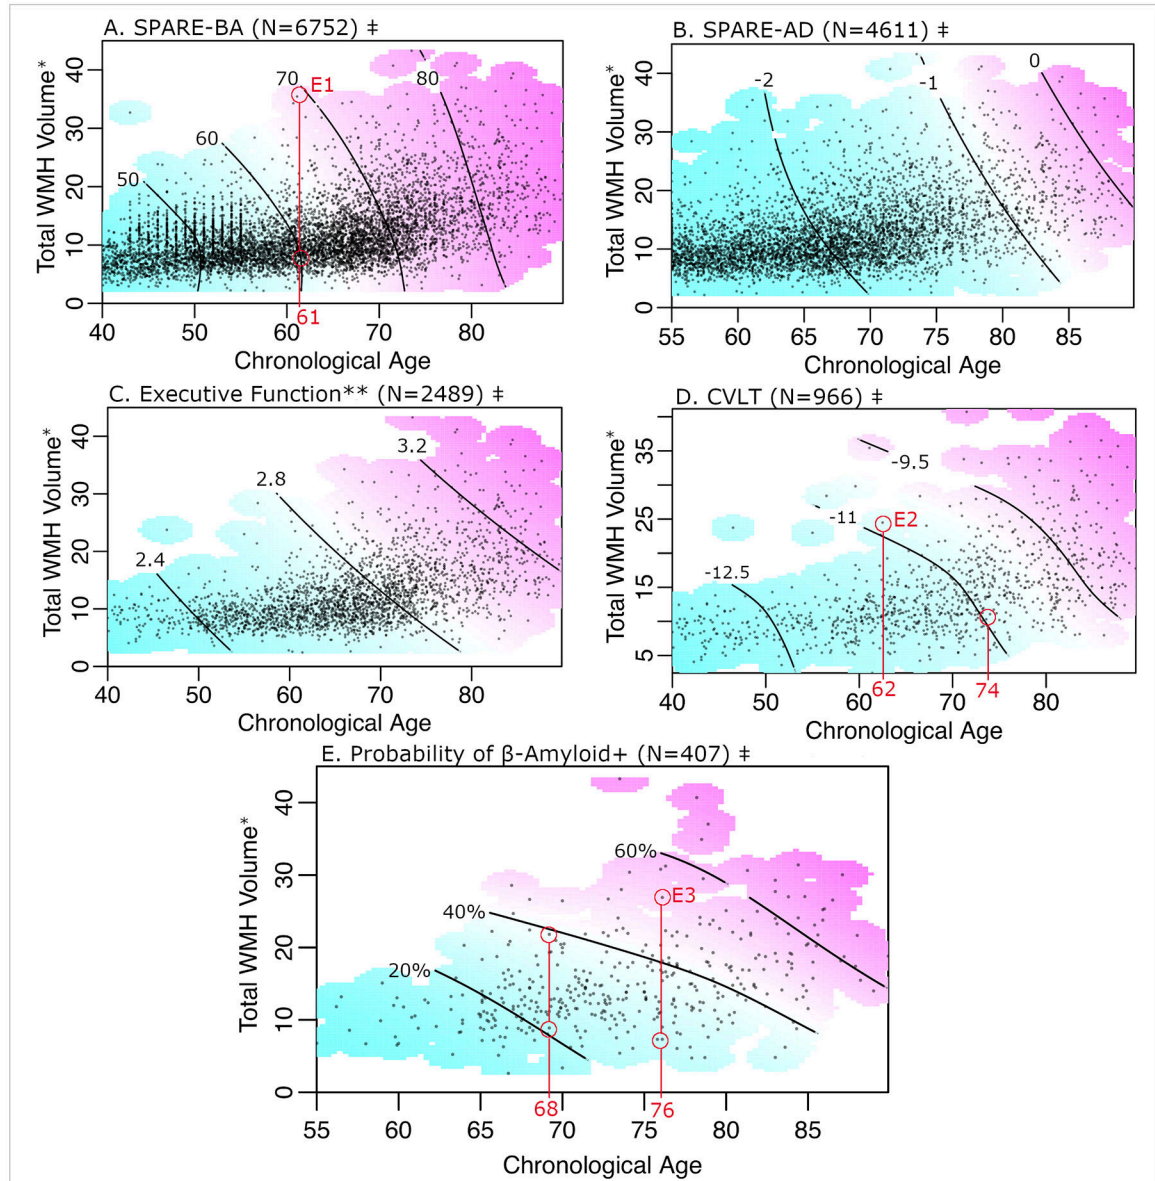 A. SPARE-BA (N=6752) ‡
Total WMH Volume*
40
30
20
10
0
50
60
70
80
E1
61
40 50 60 70 80
Chronological Age
B. SPARE-AD (N=4611) ‡
Total WMH Volume*
40
30
20
10
0
-2
-1
0
55 60 65 70 75 80 85
Chronological Age
C. Executive Function** (N=2489) ‡
Total WMH Volume*
40
30
20
10
0
2.4
2.8
3.2
40 50 60 70 80
Chronological Age
D. CVLT (N=966) ‡
Total WMH Volume*
35
25
15
5
-9.5
-11
-12.5
E2
62 74
40 50 60 70 80
Chronological Age
E. Probability of β-Amyloid+ (N=407) ‡
Total WMH Volume*
40
30
20
10
0
60%
40%
20%
E3
68 76
55 60 65 70 75 80 85
Chronological Age